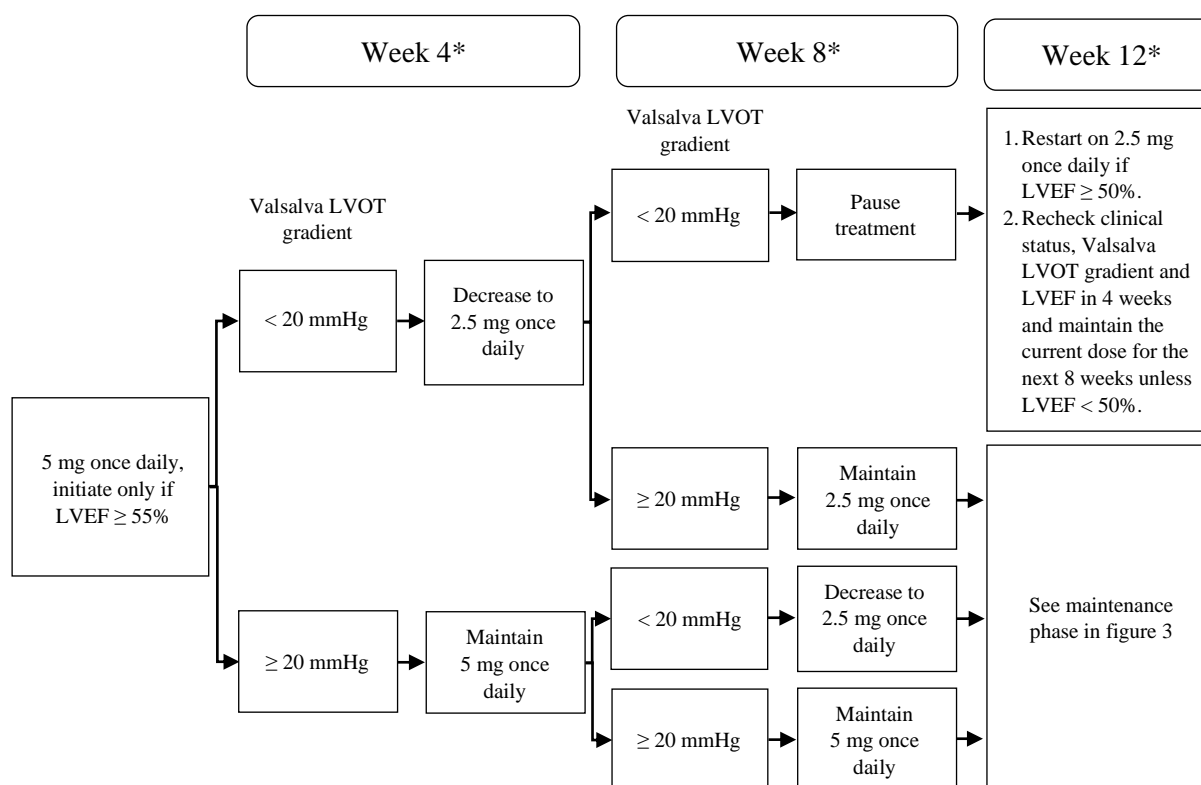 Week 4*
Week 8*
Week 12*
Valsalva LVOT
gradient
< 20 mmHg
Pause
treatment
1. Restart on 2.5 mg
once daily if
LVEF ≥ 50%.
2. Recheck clinical
status, Valsalva
LVOT gradient and
LVEF in 4 weeks
and maintain the
current dose for the
next 8 weeks unless
LVEF < 50%.
Valsalva LVOT
gradient
< 20 mmHg
Decrease to
2.5 mg once
daily
5 mg once daily,
initiate only if
LVEF ≥ 55%
≥ 20 mmHg
Maintain
2.5 mg once
daily
≥ 20 mmHg
Maintain
5 mg once
daily
< 20 mmHg
Decrease to
2.5 mg once
daily
≥ 20 mmHg
Maintain
5 mg once
daily
See maintenance
phase in figure 3